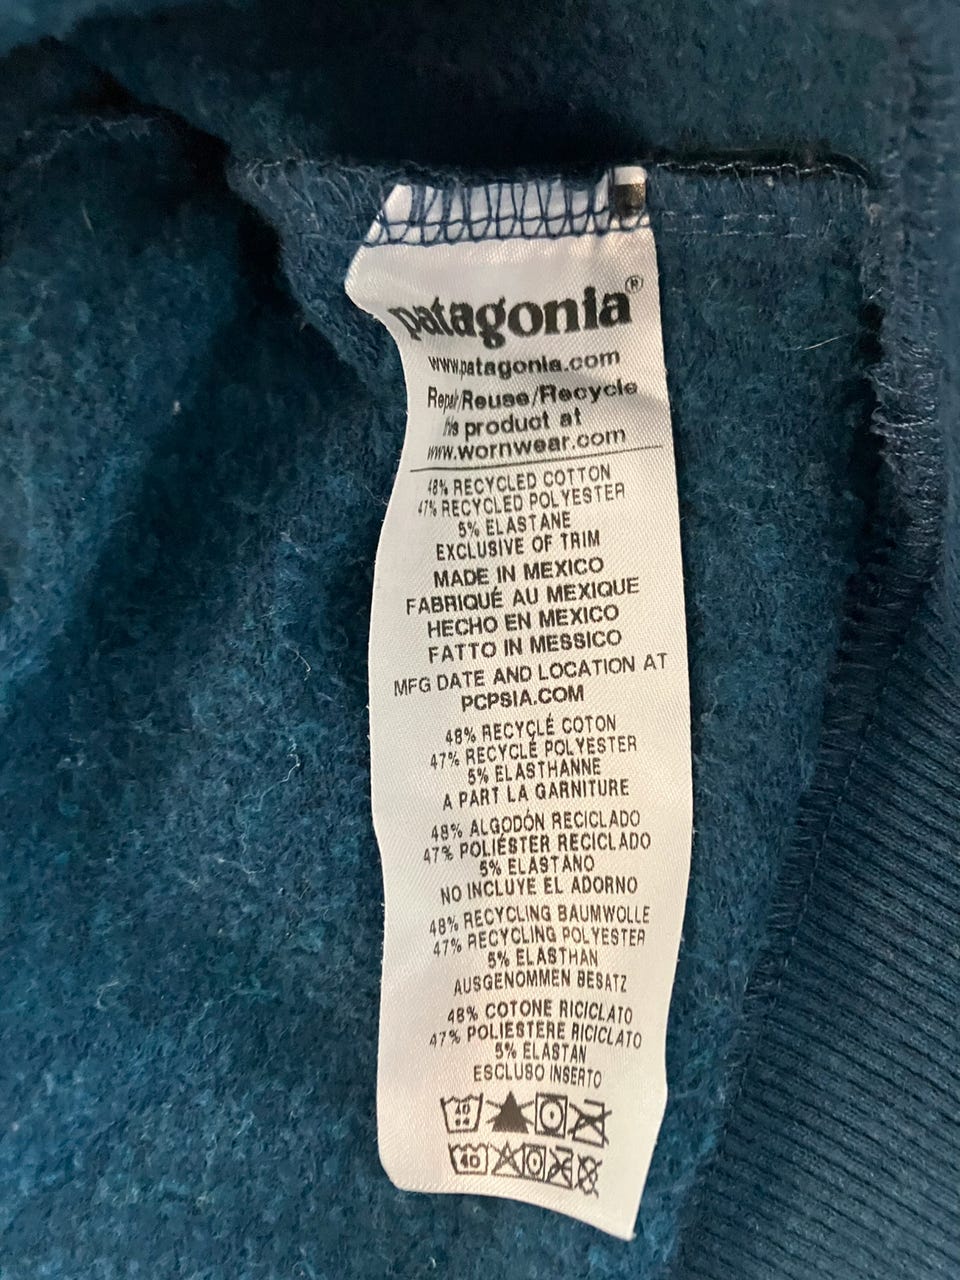 patagonia®
www.patagonia.com
Repair/Reuse/Recycle
this product at
www.wornwear.com
48% RECYCLED COTTON
47% RECYCLED POLYESTER
5% ELASTANE
EXCLUSIVE OF TRIM
MADE IN MEXICO
FABRIQUÉ AU MEXIQUE
HECHO EN MEXICO
FATTO IN MESSICO
MFG DATE AND LOCATION AT
PCPSIA.COM
48% RECYCLÉ COTON
47% RECYCLÉ POLYESTER
5% ELASTHANNE
A PART LA GARNITURE
48% ALGODÓN RECICLADO
47% POLIÉSTER RECICLADO
5% ELASTANO
NO INCLUYE EL ADORNO
48% RECYCLING BAUMWOLLE
47% RECYCLING POLYESTER
5% ELASTHAN
AUSGENOMMEN BESATZ
48% COTONE RICICLATO
47% POLIESTERE RICICLATO
5% ELASTAN
ESCLUSO INSERTO
40
40